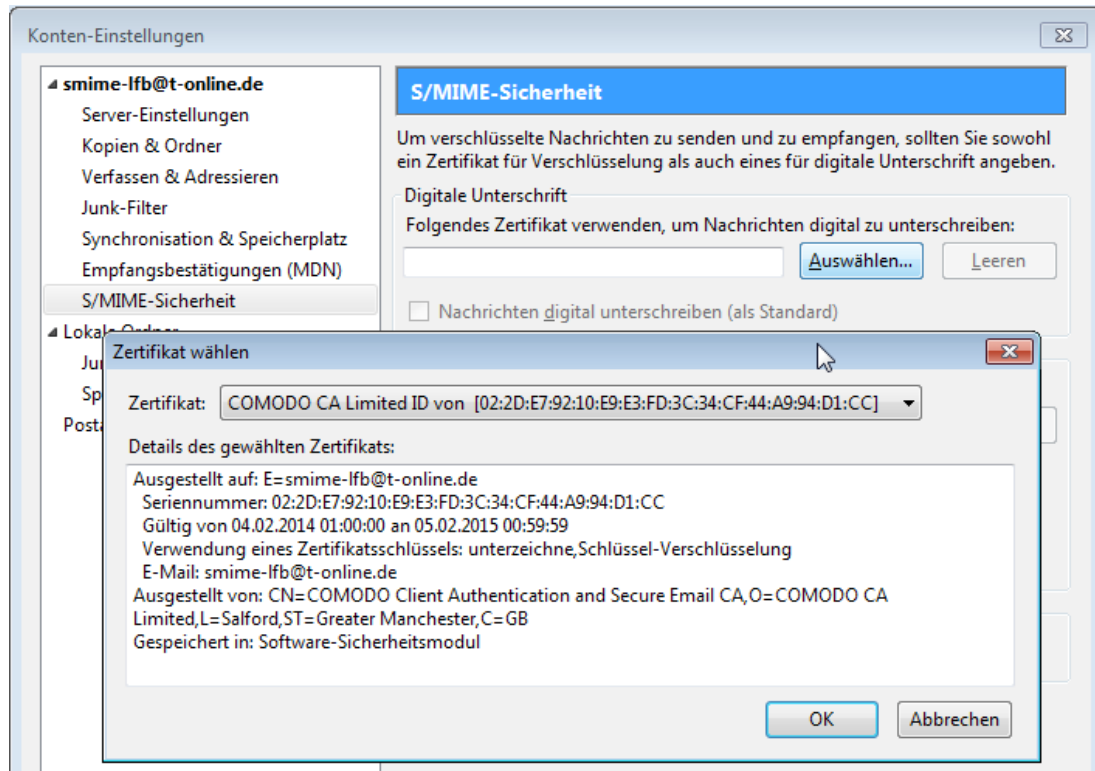 Konten-Einstellungen
smime-lfb@t-online.de
Server-Einstellungen
Kopien & Ordner
Verfassen & Adressieren
Junk-Filter
Synchronisation & Speicherplatz
Empfangsbestätigungen (MDN)
S/MIME-Sicherheit
S/MIME-Sicherheit
Um verschlüsselte Nachrichten zu senden und zu empfangen, sollten Sie sowohl
ein Zertifikat für Verschlüsselung als auch eines für digitale Unterschrift angeben.
Digitale Unterschrift
Folgendes Zertifikat verwenden, um Nachrichten digital zu unterschreiben:
Auswählen...
Leeren
Nachrichten digital unterschreiben (als Standard)
Zertifikat wählen
Zertifikat:
COMODO CA Limited ID von [02:2D:E7:92:10:E9:E3:FD:3C:34:CF:44:A9:94:D1:CC]
Details des gewählten Zertifikats:
Ausgestellt auf: E=smime-lfb@t-online.de
Seriennummer: 02:2D:E7:92:10:E9:E3:FD:3C:34:CF:44:A9:94:D1:CC
Gültig von 04.02.2014 01:00:00 an 05.02.2015 00:59:59
Verwendung eines Zertifikatsschlüssels: unterzeichne,Schlüssel-Verschlüsselung
E-Mail: smime-lfb@t-online.de
Ausgestellt von: CN=COMODO Client Authentication and Secure Email CA,O=COMODO CA
Limited,L=Salford,ST=Greater Manchester,C=GB
Gespeichert in: Software-Sicherheitsmodul
OK
Abbrechen